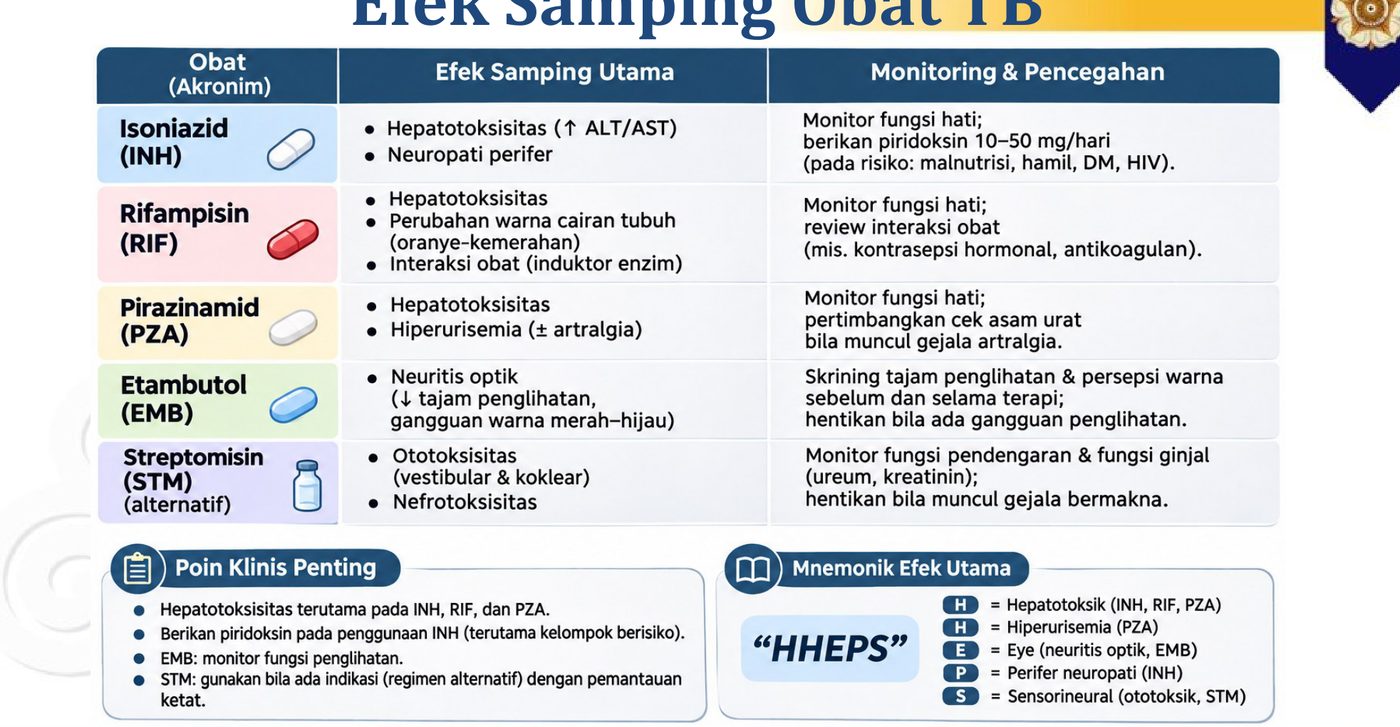 Efek Samping Obat TB
Obat
(Akronim)
Efek Samping Utama
Monitoring & Pencegahan
Isoniazid
(INH)
• Hepatotoksisitas (↑ ALT/AST)
• Neuropati perifer
Monitor fungsi hati;
berikan piridoksin 10–50 mg/hari
(pada risiko: malnutrisi, hamil, DM, HIV).
Rifampisin
(RIF)
• Hepatotoksisitas
• Perubahan warna cairan tubuh
(oranye-kemerahan)
• Interaksi obat (induktor enzim)
Monitor fungsi hati;
review interaksi obat
(mis. kontrasepsi hormonal, antikoagulan).
Pirazinamid
(PZA)
• Hepatotoksisitas
• Hiperurisemia (± artralgia)
Monitor fungsi hati;
pertimbangkan cek asam urat
bila muncul gejala artralgia.
Etambutol
(EMB)
• Neuritis optik
(↓ tajam penglihatan,
gangguan warna merah–hijau)
Skrining tajam penglihatan & persepsi warna
sebelum dan selama terapi;
hentikan bila ada gangguan penglihatan.
Streptomisin
(STM)
(alternatif)
• Ototoksisitas
(vestibular & koklear)
• Nefrotoksisitas
Monitor fungsi pendengaran & fungsi ginjal
(ureum, kreatinin);
hentikan bila muncul gejala bermakna.
Poin Klinis Penting
• Hepatotoksisitas terutama pada INH, RIF, dan PZA.
• Berikan piridoksin pada penggunaan INH (terutama kelompok berisiko).
• EMB: monitor fungsi penglihatan.
• STM: gunakan bila ada indikasi (regimen alternatif) dengan pemantauan
ketat.
Mnemonik Efek Utama
“HHEPS”
H = Hepatotoksik (INH, RIF, PZA)
H = Hiperurisemia (PZA)
E = Eye (neuritis optik, EMB)
P = Perifer neuropati (INH)
S = Sensorineural (ototoksik, STM)